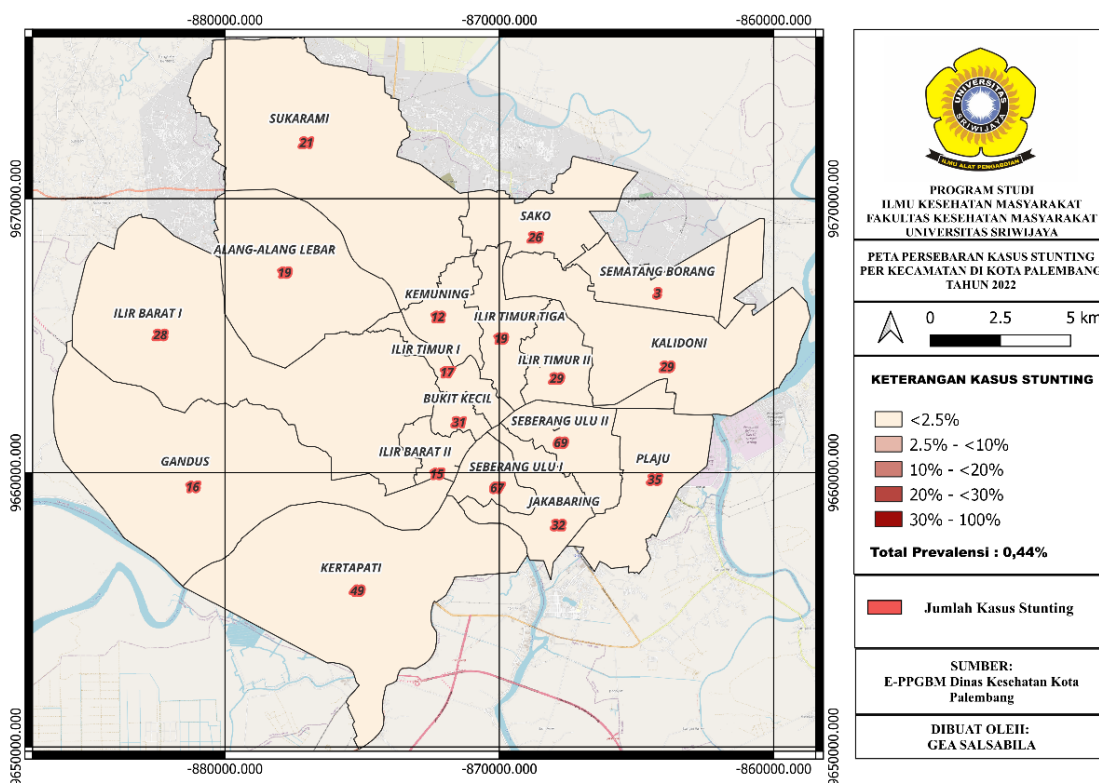 -880000.000
-870000.000
-860000.000
9670000.000
9660000.000
9650000.000
SUKARAMI
21
SAKO
26
ALANG-ALANG LEBAR
19
SEMATANG BORANG
3
KEMUNING
12
ILIR BARAT I
28
ILIR TIMUR TIGA
19
KALIDONI
29
ILIR TIMUR I
17
ILIR TIMUR II
29
BUKIT KECIL
31
SEBERANG ULU II
69
ILIR BARAT II
15
GANDUS
16
SEBERANG ULU I
67
PLAJU
35
JAKABARING
32
KERTAPATI
49
9670000.000
9660000.000
9650000.000
-880000.000
-870000.000
-860000.000
UNIVERSITAS
SRIWIJAYA
ILMU ALAT PENGABDIAN
PROGRAM STUDI
ILMU KESEHATAN MASYARAKAT
FAKULTAS KESEHATAN MASYARAKAT
UNIVERSITAS SRIWIJAYA
PETA PERSEBARAN KASUS STUNTING
PER KECAMATAN DI KOTA PALEMBANG
TAHUN 2022
0 2.5 5 km
KETERANGAN KASUS STUNTING
<2.5%
2.5% - <10%
10% - <20%
20% - <30%
30% - 100%
Total Prevalensi : 0,44%
Jumlah Kasus Stunting
SUMBER:
E-PPGBM Dinas Kesehatan Kota
Palembang
DIBUAT OLEH:
GEA SALSABILA